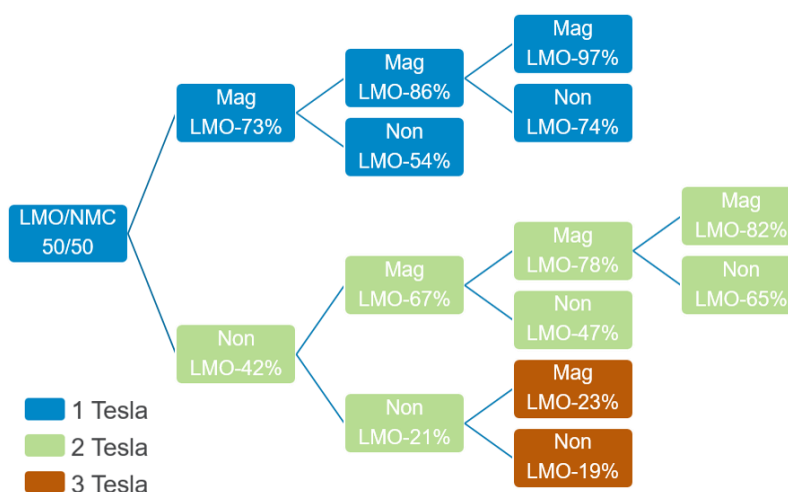 LMO/NMC
50/50
Mag
LMO-73%
Non
LMO-42%
Mag
LMO-86%
Non
LMO-54%
Mag
LMO-67%
Non
LMO-21%
Mag
LMO-97%
Non
LMO-74%
Mag
LMO-78%
Non
LMO-47%
Mag
LMO-23%
Non
LMO-19%
Mag
LMO-82%
Non
LMO-65%
1 Tesla
2 Tesla
3 Tesla